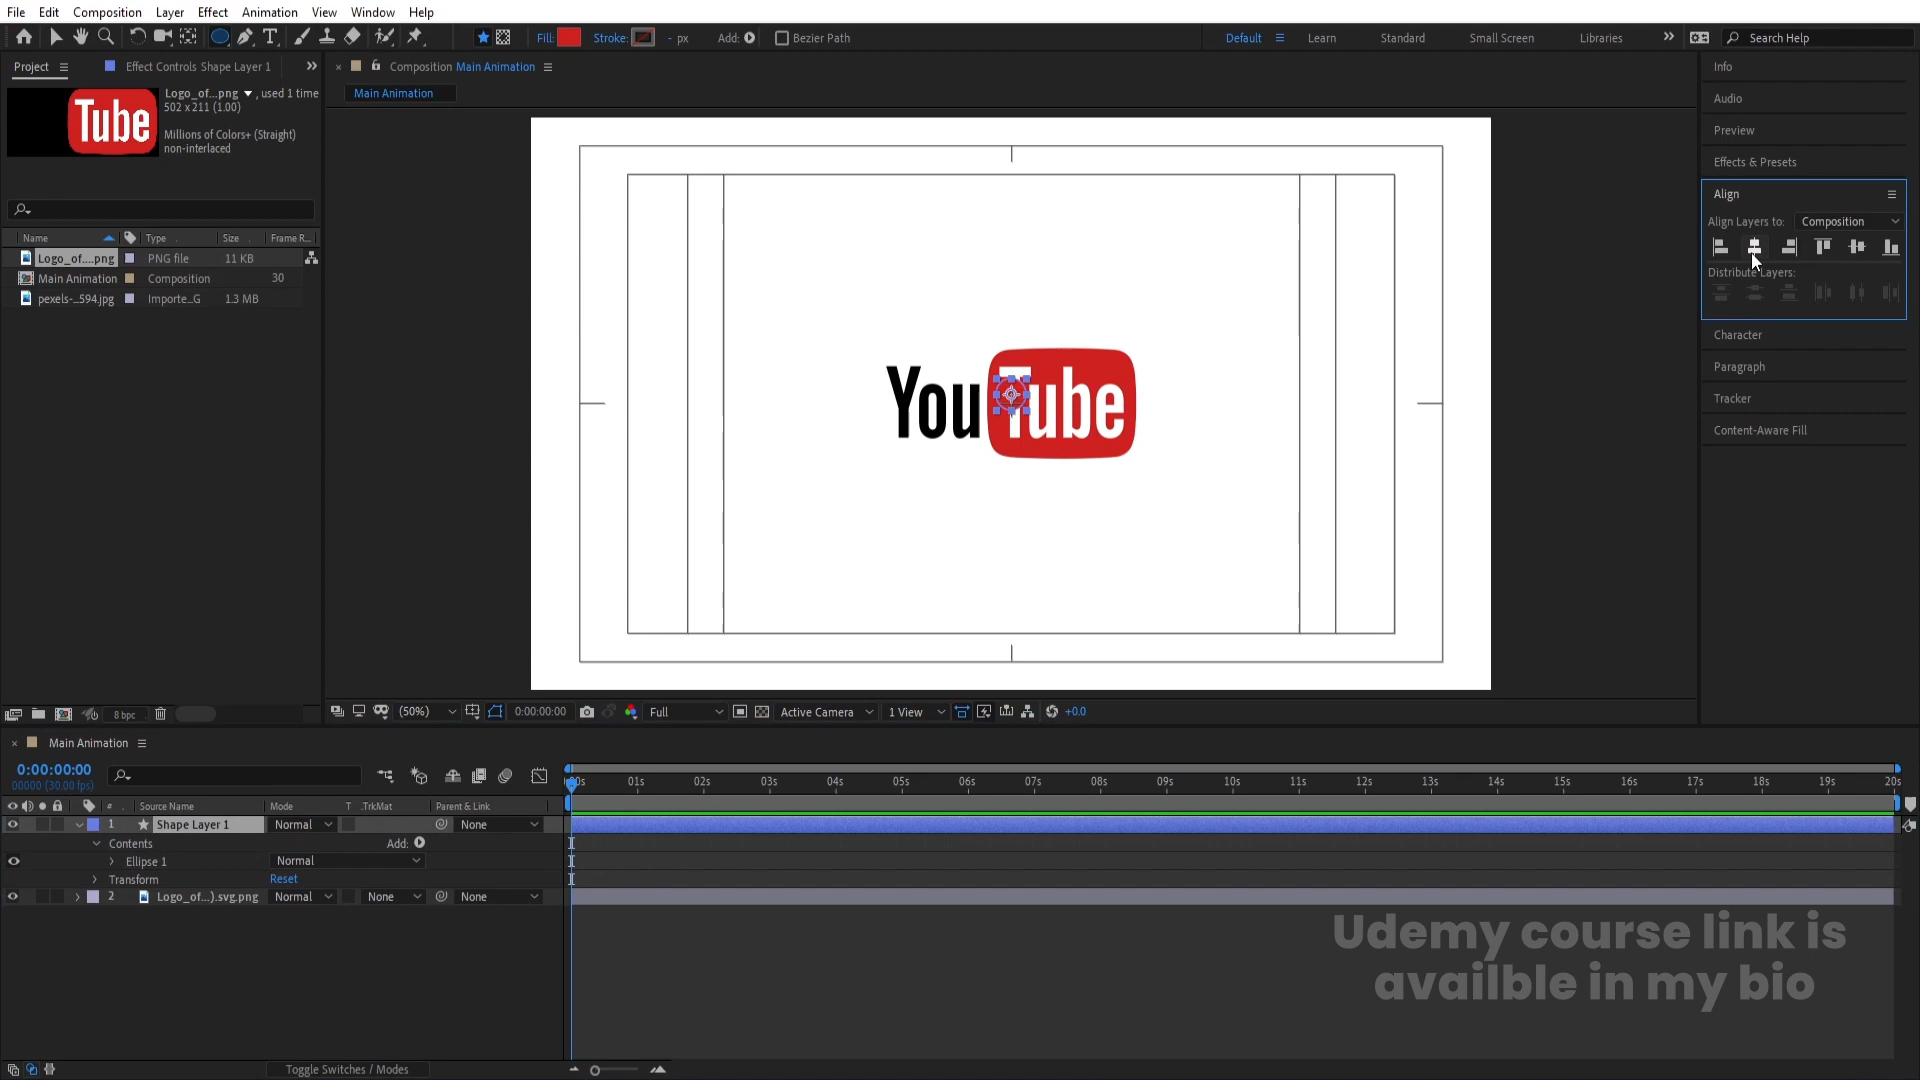 File Edit Composition Layer Effect Animation View Window Help
Fill: Stroke: - px Add: Bezier Path Default Learn Standard Small Screen Libraries Search Help
Project Effect Controls Shape Layer 1
Composition Main Animation
Main Animation
Logo_of...png , used 1 time
502 x 211 (1.00)
Millions of Colors+ (Straight)
non-interlaced
Tube
Name Type Size Frame R...
Logo_of....png PNG file 11 KB
Main Animation Composition 30
pexels-...594.jpg Importe...G 1.3 MB
8 bpc
YouTube
(50%) 0:00:00:00 Full Active Camera 1 View +0.0
Info
Audio
Preview
Effects & Presets
Align
Align Layers to: Composition
Distribute Layers:
Character
Paragraph
Tracker
Content-Aware Fill
Main Animation
0:00:00:00
00000 (30.00 fps)
00s 01s 02s 03s 04s 05s 06s 07s 08s 09s 10s 11s 12s 13s 14s 15s 16s 17s 18s 19s 20s
# Source Name Mode T .TrkMat Parent & Link
1 Shape Layer 1 Normal None
Contents Add:
Ellipse 1 Normal
Transform Reset
2 Logo_of...).svg.png Normal None None
Udemy course link is
availble in my bio
Toggle Switches / Modes